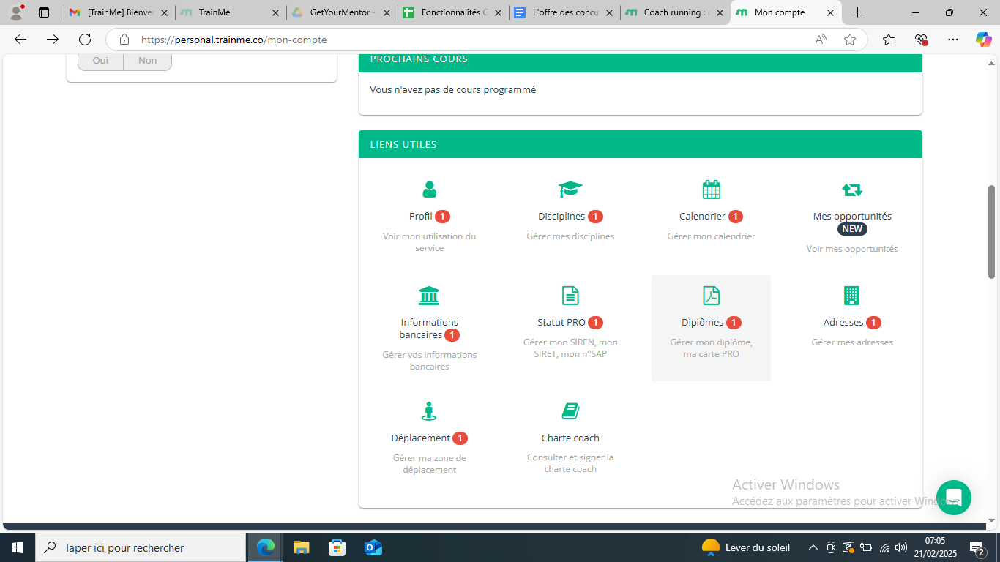 [TrainMe] Bienve
TrainMe
GetYourMentor -
Fonctionnalités G
L'offre des concu
Coach running : c
Mon compte
https://personal.trainme.co/mon-compte
Oui
Non
PROCHAINS COURS
Vous n'avez pas de cours programmé
LIENS UTILES
Profil 1
Voir mon utilisation du
service
Disciplines 1
Gérer mes disciplines
Calendrier 1
Gérer mon calendrier
Mes opportunités
NEW
Voir mes opportunités
Informations
bancaires 1
Gérer vos informations
bancaires
Statut PRO 1
Gérer mon SIREN, mon
SIRET, mon n°SAP
Diplômes 1
Gérer mon diplôme,
ma carte PRO
Adresses 1
Gérer mes adresses
Déplacement 1
Gérer ma zone de
déplacement
Charte coach
Consulter et signer la
charte coach
Activer Windows
Accédez aux paramètres pour activer Windows.
Taper ici pour rechercher
Lever du soleil
07:05
21/02/2025
2